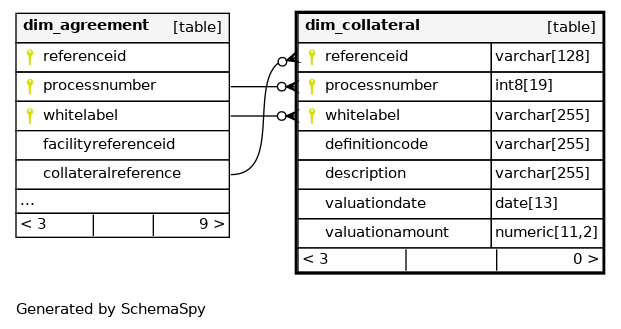 dim_agreement [table]
referenceid
processnumber
whitelabel
facilityreferenceid
collateralreference
...
< 3 9 >
dim_collateral [table]
referenceid varchar[128]
processnumber int8[19]
whitelabel varchar[255]
definitioncode varchar[255]
description varchar[255]
valuationdate date[13]
valuationamount numeric[11,2]
< 3 0 >
Generated by SchemaSpy